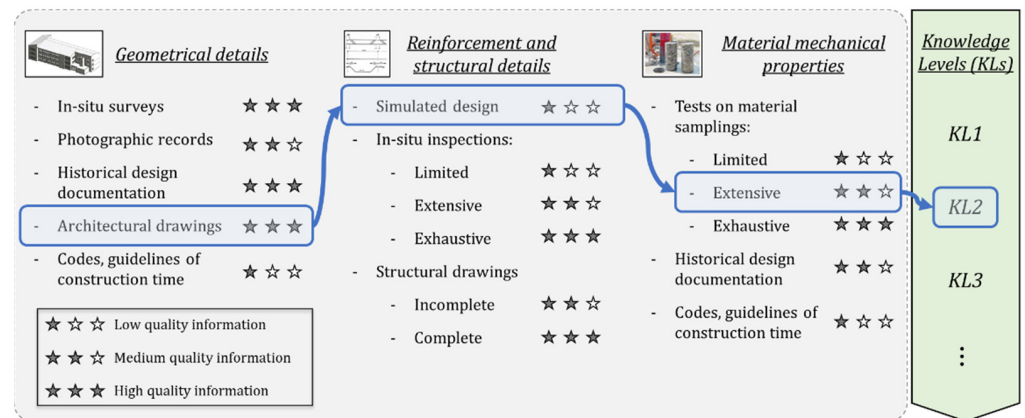 Geometrical details
- In-situ surveys ★ ★ ★
- Photographic records ★ ★ ☆
- Historical design
documentation ★ ★ ★
- Architectural drawings ★ ★ ★
- Codes, guidelines of
construction time ★ ☆ ☆
★ ☆ ☆ Low quality information
★ ★ ☆ Medium quality information
★ ★ ★ High quality information
Reinforcement and
structural details
- Simulated design ★ ☆ ☆
- In-situ inspections:
- Limited ★ ☆ ☆
- Extensive ★ ★ ☆
- Exhaustive ★ ★ ★
- Structural drawings
- Incomplete ★ ★ ☆
- Complete ★ ★ ★
Material mechanical
properties
- Tests on material
samplings:
- Limited ★ ☆ ☆
- Extensive ★ ★ ☆
- Exhaustive ★ ★ ★
- Historical design
documentation ★ ★ ☆
- Codes, guidelines of
construction time ★ ☆ ☆
Knowledge
Levels (KLs)
KL1
KL2
KL3
⋮